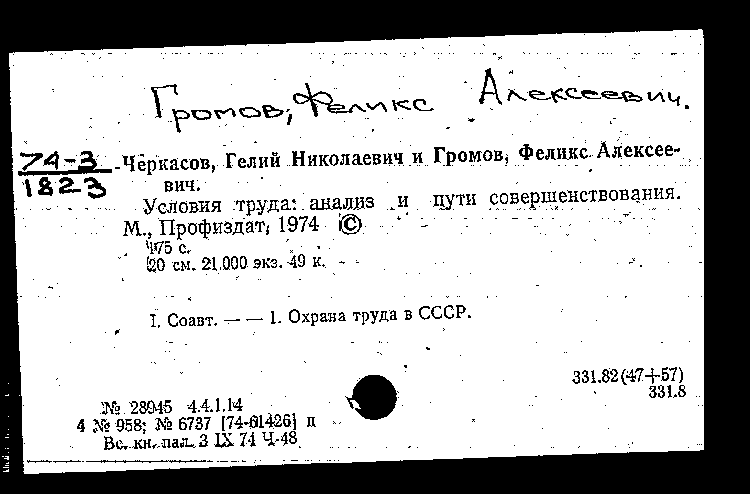 Громов, Феликс Алексеевич.
74-3
1823
Черкасов, Гелий Николаевич и Громов, Феликс Алексее-
вич.
Условия труда: анализ и пути совершенствования.
М., Профиздат, 1974 ©
175 с.
20 см. 21.000 экз. 49 к.
I. Соавт. — — 1. Охрана труда в СССР.
331.82(47+57)
331.8
№ 28945 4.4.1.14
4 № 958; № 6737 [74-61426] п
Вс. кн. пал. 3 IX 74 Ч-48